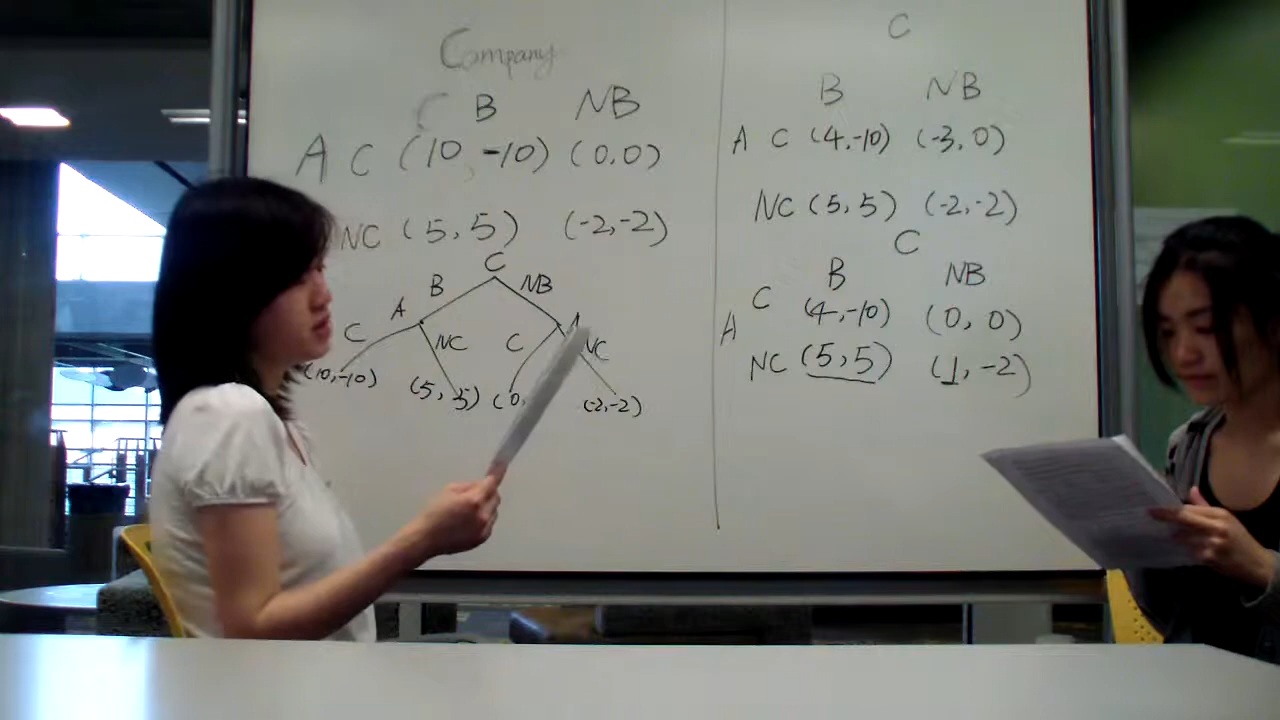 Company
B NB
A C (10, -10) (0,0)
NC (5,5) (-2,-2)
C
B NB
A
C NC C NC
(10,-10) (5,5) (0, (-2,-2)
C
B NB
A C (4,-10) (-3,0)
NC (5,5) (-2,-2)
C
B NB
C (4,-10) (0,0)
A
NC (5,5) (1,-2)